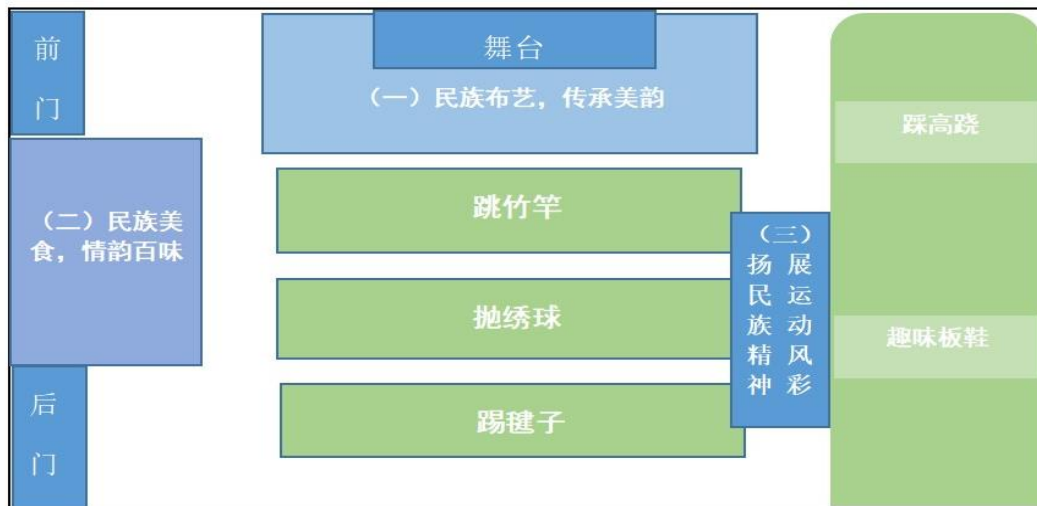 前
门
舞台
（一）民族布艺，传承美韵
踩高跷
（二）民族美
食，情韵百味
跳竹竿
（三）
扬 展
民 运
族 动
精 风
神 彩
抛绣球
趣味板鞋
踢毽子
后
门